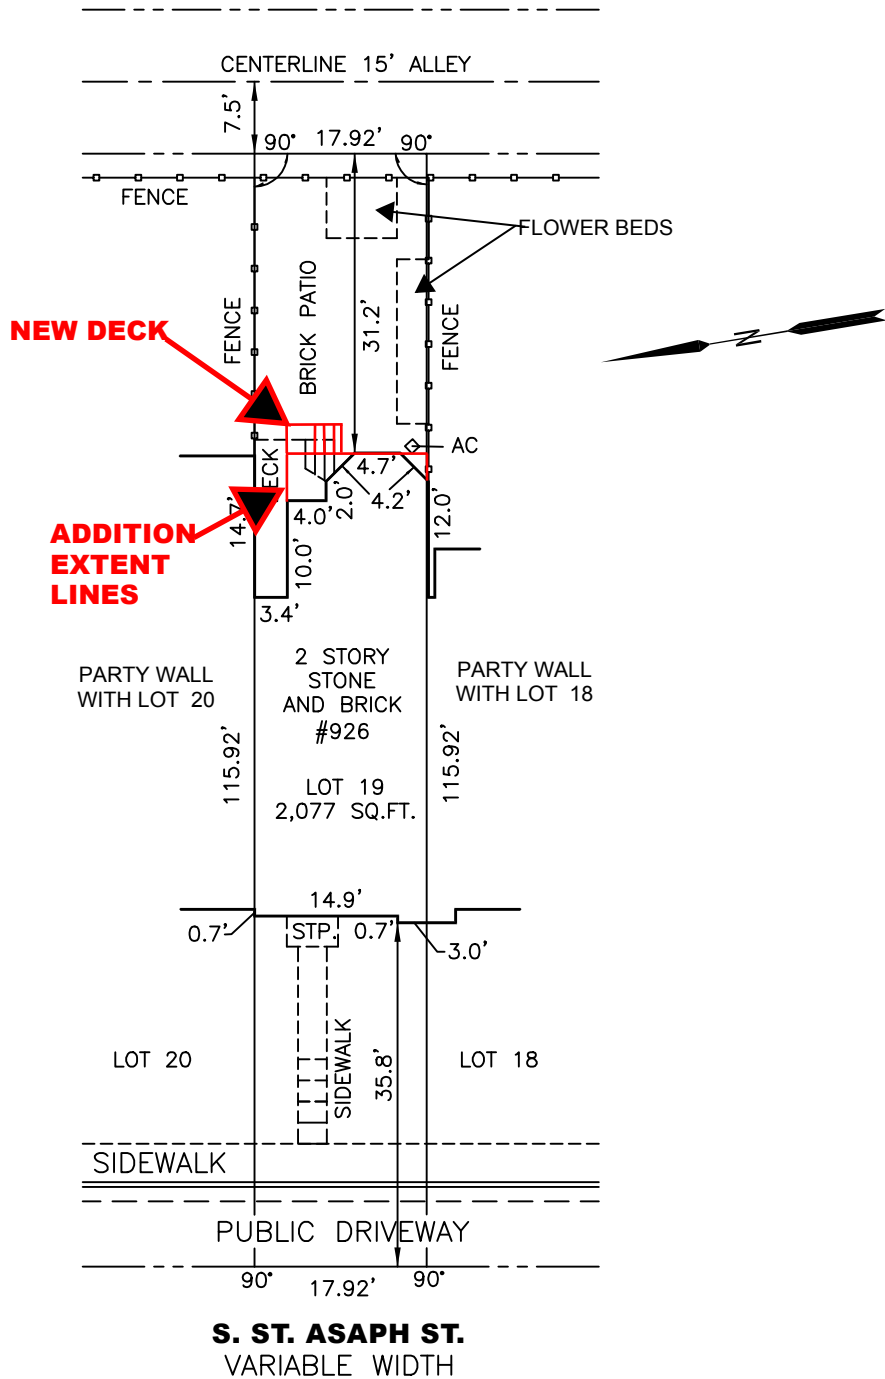 CENTERLINE 15' ALLEY
7.5'
90° 17.92' 90°
FENCE
FLOWER BEDS
BRICK PATIO
31.2'
FENCE
FENCE
NEW DECK
N
AC
4.7'
14.7'
4.0'
2.0'
4.2'
12.0'
ADDITION
EXTENT
LINES
10.0'
3.4'
2 STORY
STONE
AND BRICK
#926
PARTY WALL
WITH LOT 20
PARTY WALL
WITH LOT 18
115.92'
115.92'
LOT 19
2,077 SQ.FT.
14.9'
0.7'
STP.
0.7'
3.0'
SIDEWALK
35.8'
LOT 20
LOT 18
SIDEWALK
PUBLIC DRIVEWAY
90° 17.92' 90°
S. ST. ASAPH ST.
VARIABLE WIDTH